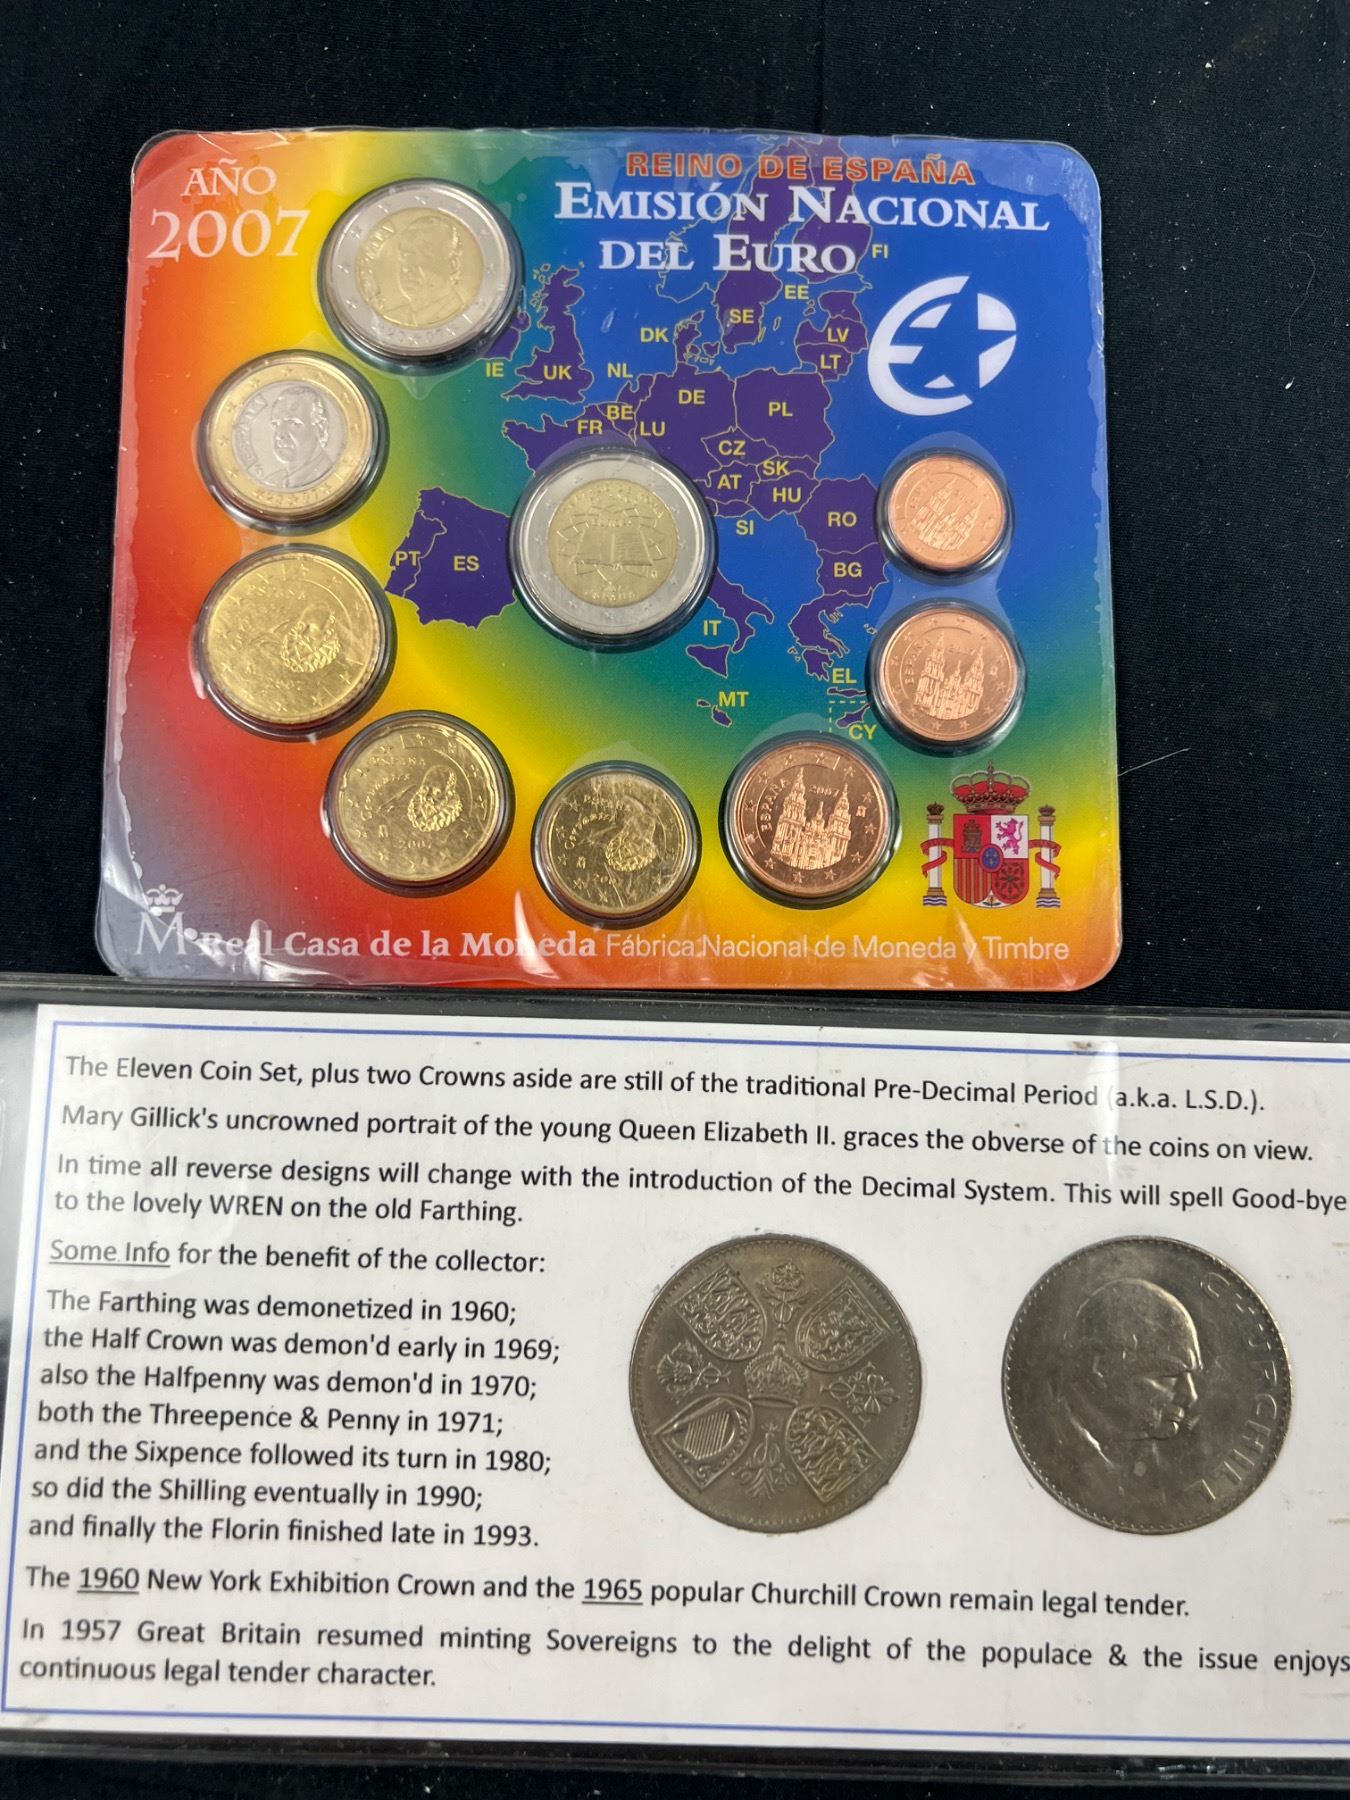 AÑO
2007
REINO DE ESPAÑA
EMISIÓN NACIONAL
DEL EURO
FI
EE
SE
DK
LV
LT
IE
UK
NL
DE
PL
BE
FR
LU
CZ
SK
AT
HU
SI
RO
PT
ES
BG
IT
EL
MT
CY
ESPAÑA
2007
ESPAÑA
2007
ESPAÑA
CERVANTES
2007
ESPAÑA
CERVANTES
ESPAÑA
2007
M Real Casa de la Moneda Fábrica Nacional de Moneda y Timbre
The Eleven Coin Set, plus two Crowns aside are still of the traditional Pre-Decimal Period (a.k.a. L.S.D.).
Mary Gillick's uncrowned portrait of the young Queen Elizabeth II. graces the obverse of the coins on view.
In time all reverse designs will change with the introduction of the Decimal System. This will spell Good-bye
to the lovely WREN on the old Farthing.
Some Info for the benefit of the collector:
The Farthing was demonetized in 1960;
the Half Crown was demon'd early in 1969;
also the Halfpenny was demon'd in 1970;
both the Threepence & Penny in 1971;
and the Sixpence followed its turn in 1980;
so did the Shilling eventually in 1990;
and finally the Florin finished late in 1993.
CHURCHILL
The 1960 New York Exhibition Crown and the 1965 popular Churchill Crown remain legal tender.
In 1957 Great Britain resumed minting Sovereigns to the delight of the populace & the issue enjoys
continuous legal tender character.